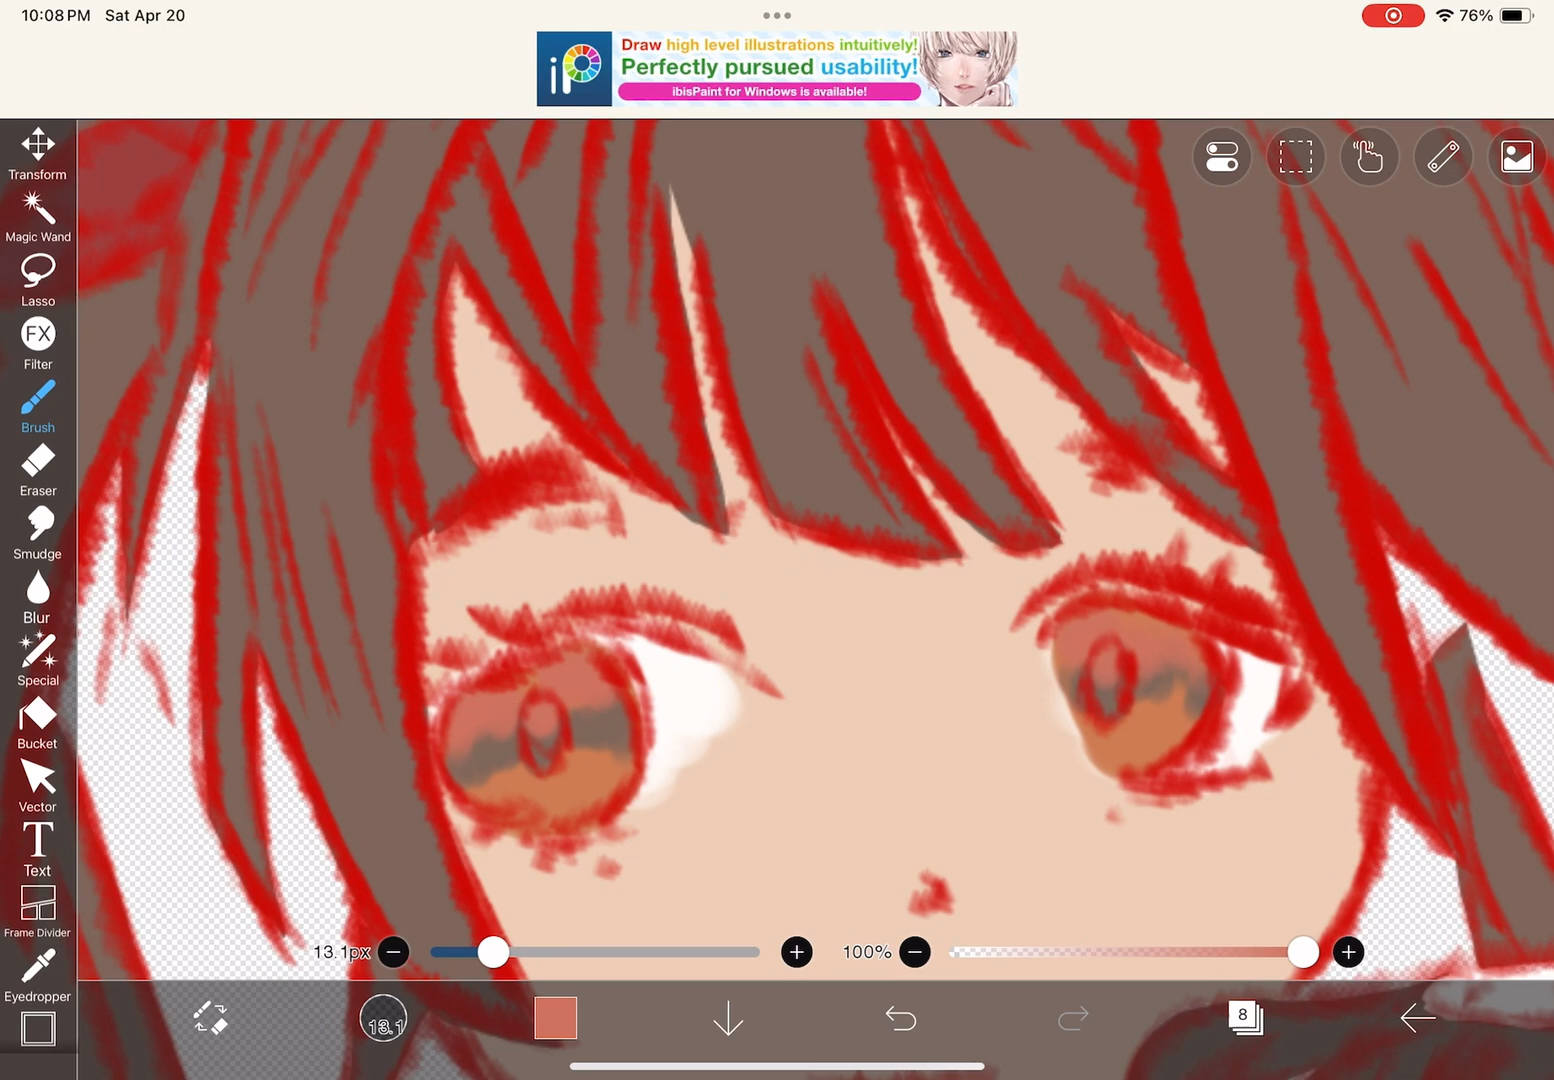 10:08 PM Sat Apr 20
76%
iP
Draw high level illustrations intuitively!
Perfectly pursued usability!
ibisPaint for Windows is available!
Transform
Magic Wand
Lasso
FX
Filter
Brush
Eraser
Smudge
Blur
Special
Bucket
Vector
T
Text
Frame Divider
Eyedropper
13.1px
100%
13.1
8